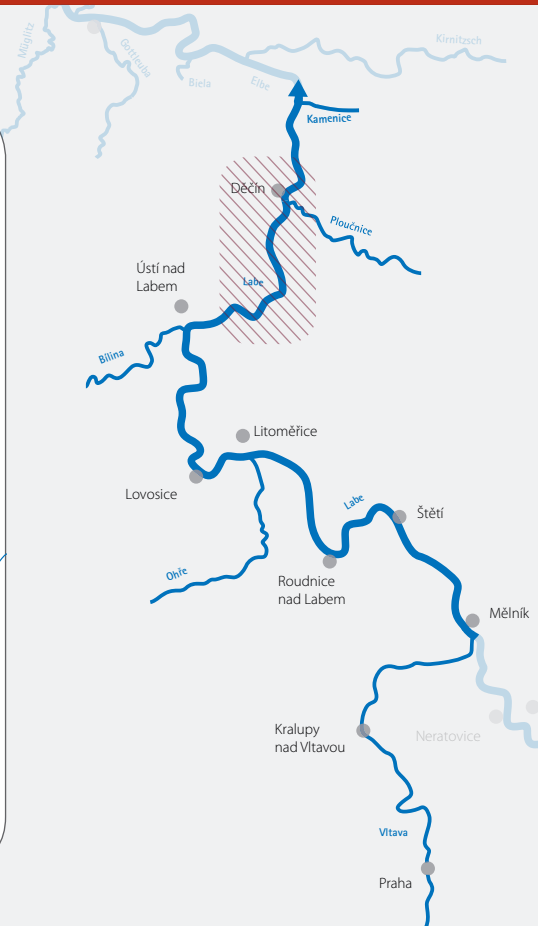 Müglitz
Gottleuba
Biela
Elbe
Kirnitzsch
Kamenice
Děčín
Ploučnice
Ústí nad
Labem
Labe
Bílina
Litoměřice
Lovosice
Labe
Štětí
Ohře
Roudnice
nad Labem
Mělník
Kralupy
nad Vltavou
Neratovice
Vltava
Praha